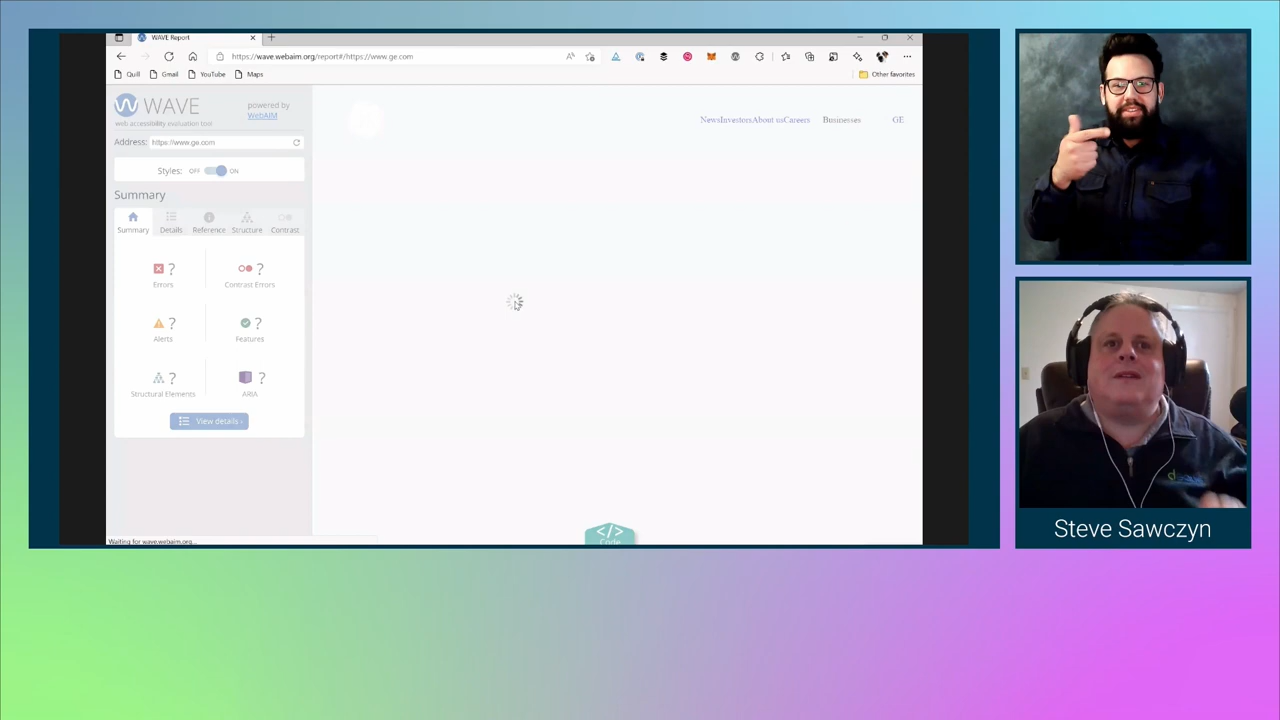 WAVE Report
https://wave.webaim.org/report#/https://www.ge.com
Quill
Gmail
YouTube
Maps
Other favorites
WAVE
web accessibility evaluation tool
powered by
WebAIM
Address:
https://www.ge.com
Styles:
OFF
ON
Summary
Summary
Details
Reference
Structure
Contrast
?
Errors
?
Contrast Errors
?
Alerts
?
Features
?
Structural Elements
?
ARIA
View details ›
NewsInvestorsAbout usCareers
Businesses
GE
</>
Code
Waiting for wave.webaim.org...
Steve Sawczyn